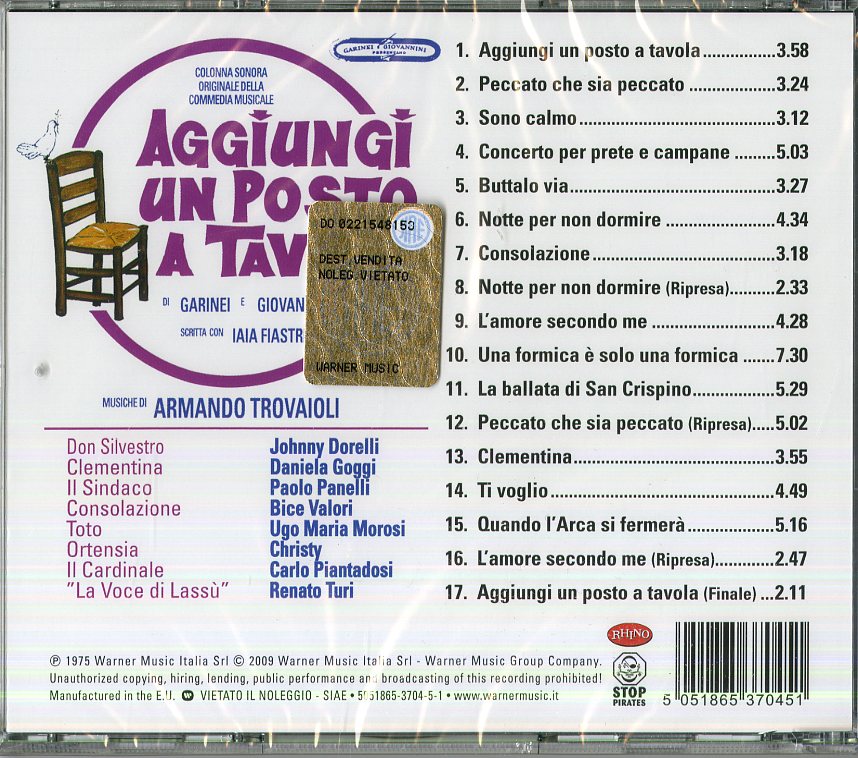 GARINEI E GIOVANNINI
PRESENTANO
COLONNA SONORA
ORIGINALE DELLA
COMMEDIA MUSICALE
AGGIUNGI
UN POSTO
A TAV
DI GARINEI E GIOVAN
SCRITTA CON IAIA FIASTR
DO 0221548153
SIAE
DEST.VENDITA
NOLEG.VIETATO
WARNER MUSIC
MUSICHE DI ARMANDO TROVAIOLI
Don Silvestro Johnny Dorelli
Clementina Daniela Goggi
Il Sindaco Paolo Panelli
Consolazione Bice Valori
Toto Ugo Maria Morosi
Ortensia Christy
Il Cardinale Carlo Piantadosi
"La Voce di Lassù" Renato Turi
1. Aggiungi un posto a tavola ...............3.58
2. Peccato che sia peccato ..................3.24
3. Sono calmo...................................3.12
4. Concerto per prete e campane .........5.03
5. Buttalo via....................................3.27
6. Notte per non dormire ....................4.34
7. Consolazione................................3.18
8. Notte per non dormire (Ripresa).......2.33
9. L'amore secondo me .....................4.28
10. Una formica è solo una formica .......7.30
11. La ballata di San Crispino...............5.29
12. Peccato che sia peccato (Ripresa).....5.02
13. Clementina...................................3.55
14. Ti voglio.......................................4.49
15. Quando l'Arca si fermerà................5.16
16. L'amore secondo me (Ripresa)..........2.47
17. Aggiungi un posto a tavola (Finale) ...2.11
RHINO
STOP
PIRATES
5 051865 370451
℗ 1975 Warner Music Italia Srl © 2009 Warner Music Italia Srl - Warner Music Group Company.
Unauthorized copying, hiring, lending, public performance and broadcasting of this recording prohibited!
Manufactured in the E.U. VIETATO IL NOLEGGIO - SIAE • 5051865-3704-5-1 • www.warnermusic.it